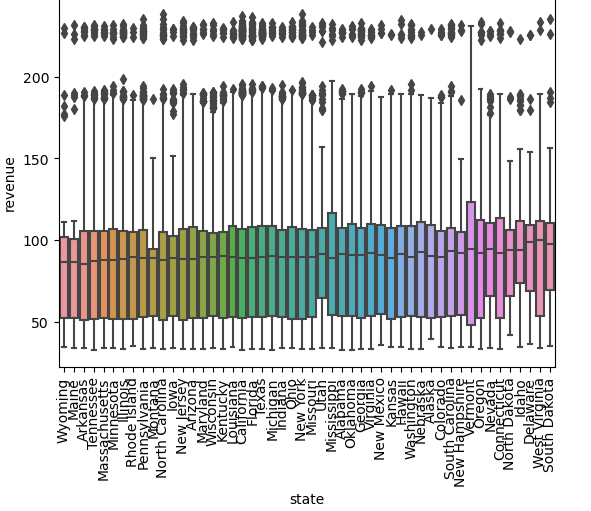 200
150
100
50
revenue
Wyoming
Maine
Arkansas
Tennessee
Massachusetts
Minnesota
Illinois
Rhode Island
Pennsylvania
Montana
North Carolina
Iowa
New Jersey
Arizona
Maryland
Wisconsin
Kentucky
Louisiana
California
Florida
Texas
Michigan
Indiana
Ohio
New York
Missouri
Utah
Mississippi
Alabama
Oklahoma
Georgia
Virginia
New Mexico
Kansas
Hawaii
Washington
Nebraska
Alaska
Colorado
South Carolina
New Hampshire
Vermont
Oregon
Nevada
Connecticut
North Dakota
Idaho
Delaware
West Virginia
South Dakota
state